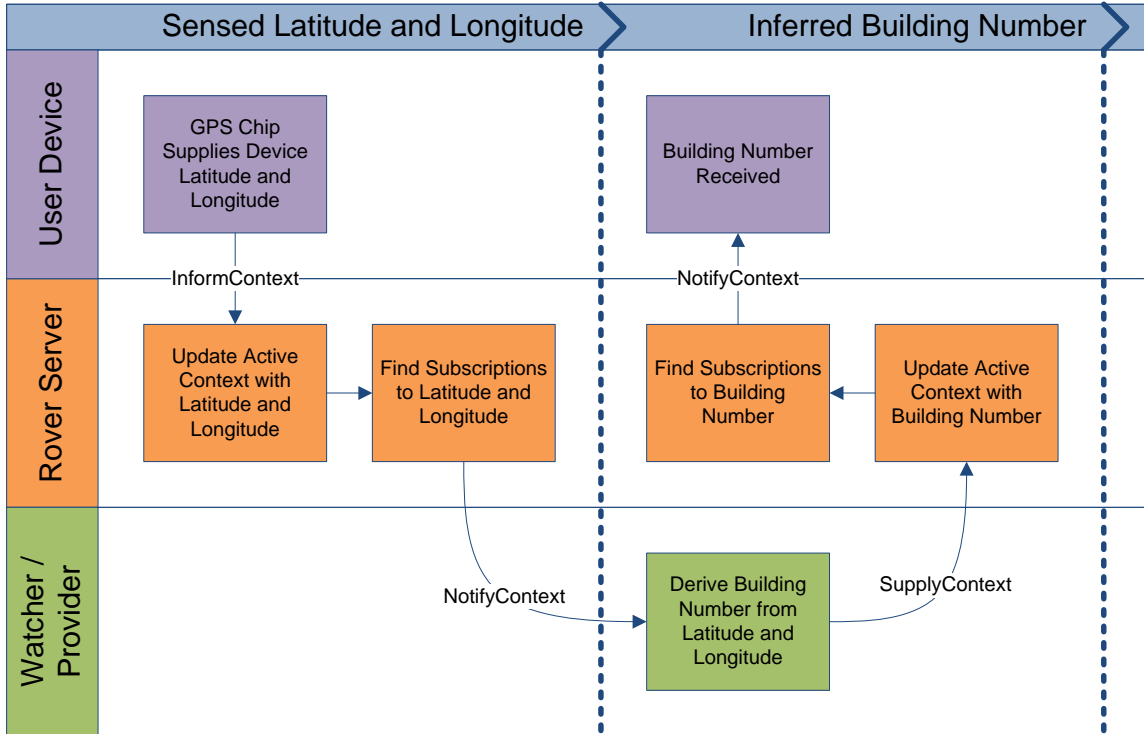 Sensed Latitude and Longitude
Inferred Building Number
User Device
GPS Chip
Supplies Device
Latitude and
Longitude
Building Number
Received
InformContext
NotifyContext
Rover Server
Update Active
Context with
Latitude and
Longitude
Find Subscriptions
to Latitude and
Longitude
Find Subscriptions
to Building
Number
Update Active
Context with
Building Number
Watcher /
Provider
NotifyContext
Derive Building
Number from
Latitude and
Longitude
SupplyContext